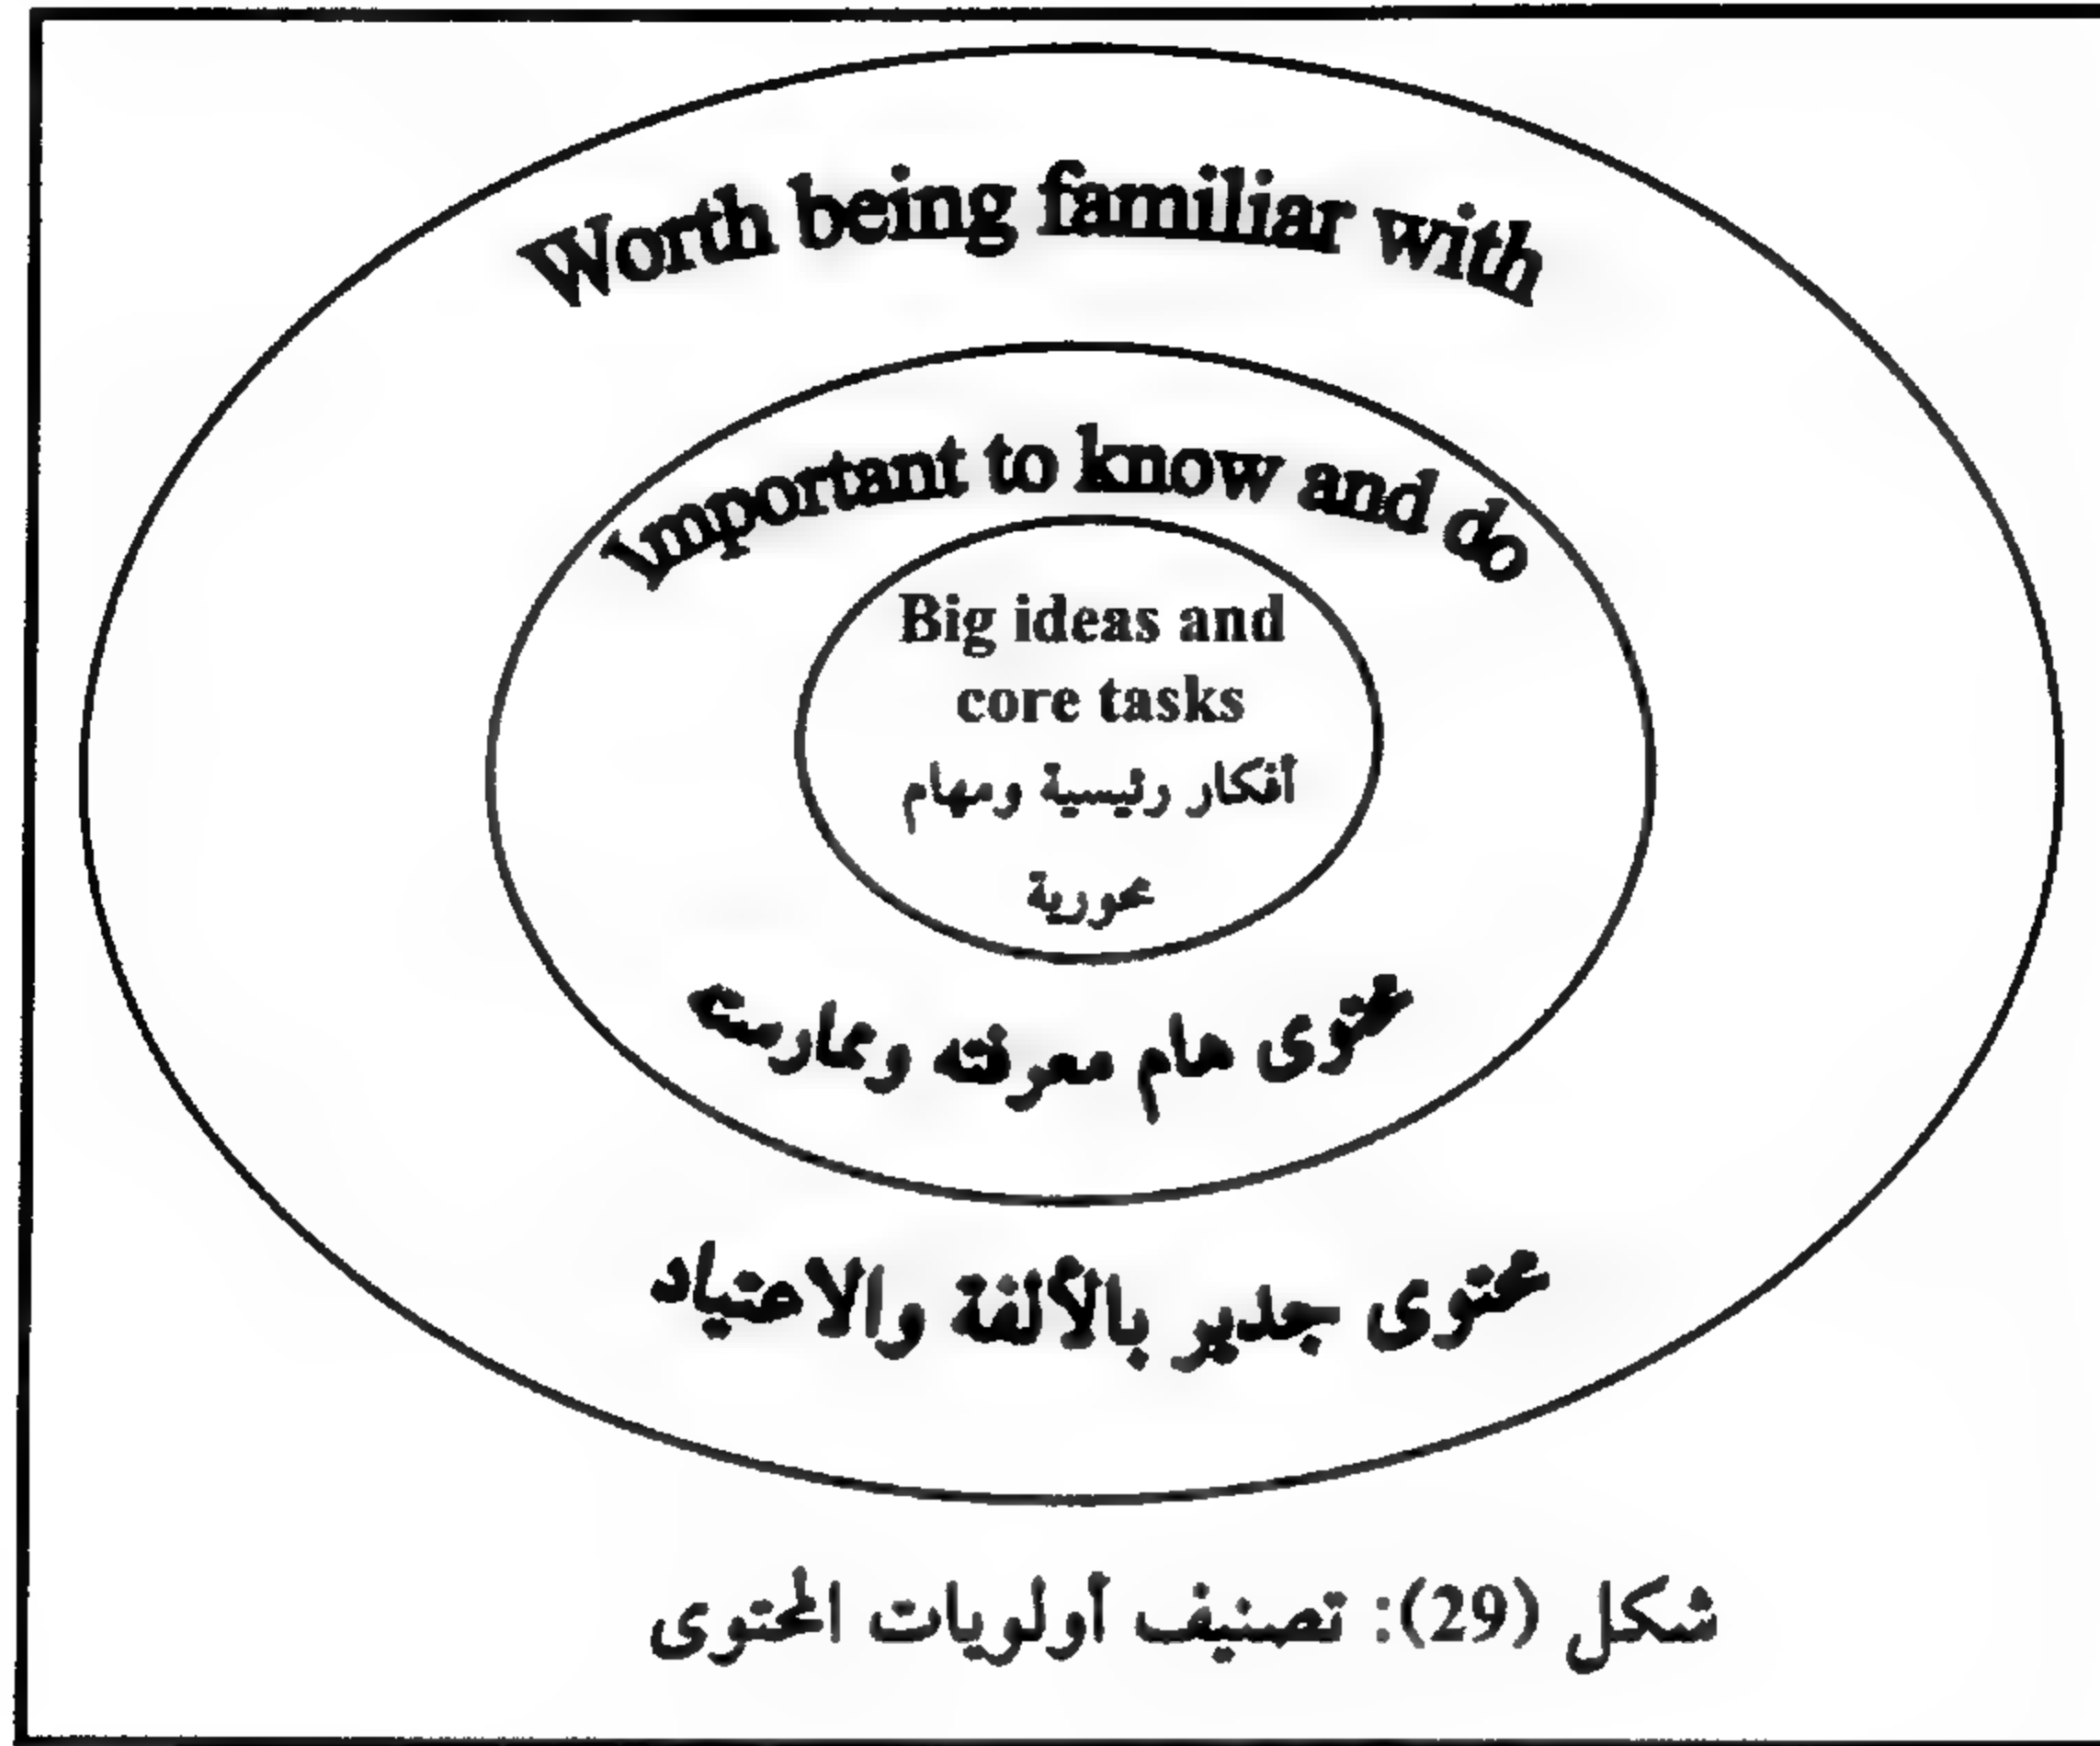 Worth being familiar with
Important to know and do
Big ideas and
core tasks
أفكار رئيسية ومهام
محورية
محتوى هام معرفته وممارسته
محتوى جدير بالألفة والاعتياد
شكل (29): تصنيف أولويات المحتوى